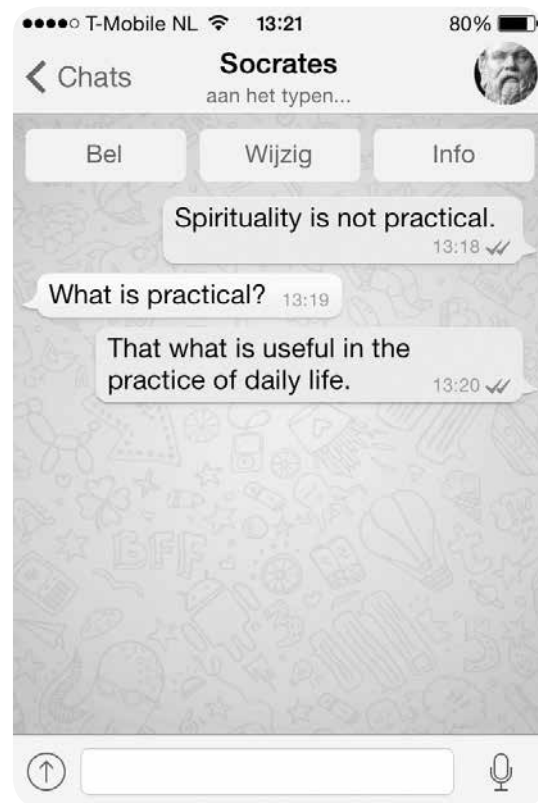 T-Mobile NL 13:21 80%
Chats Socrates
aan het typen...
Bel Wijzig Info
Spirituality is not practical.
13:18
What is practical? 13:19
That what is useful in the
practice of daily life. 13:20
BFF